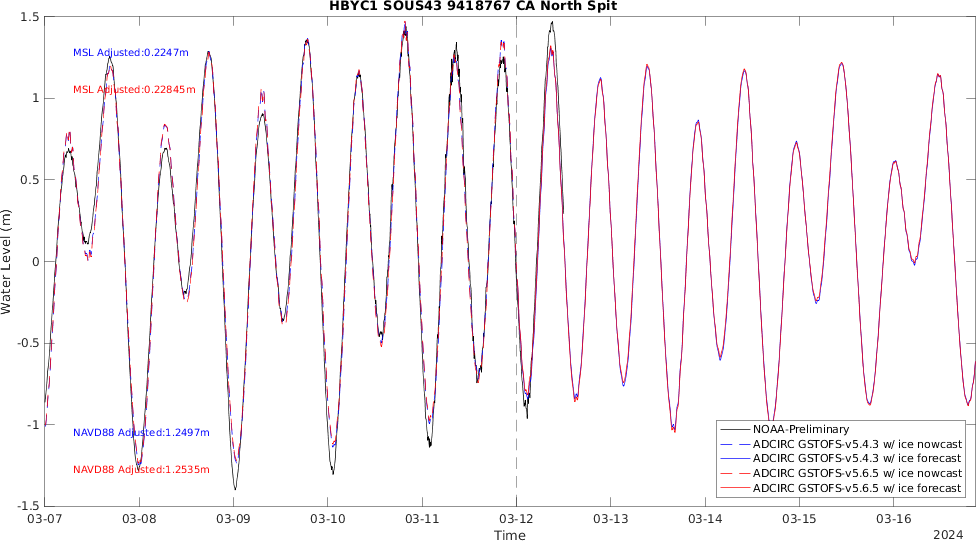 HBYC1 SOUS43 9418767 CA North Spit
1.5
MSL Adjusted:0.2247m
MSL Adjusted:0.22845m
1
0.5
0
-0.5
-1
-1.5
Water Level (m)
NAVD88 Adjusted:1.2497m
NAVD88 Adjusted:1.2535m
NOAA-Preliminary
ADCIRC GSTOFS-v5.4.3 w/ ice nowcast
ADCIRC GSTOFS-v5.4.3 w/ ice forecast
ADCIRC GSTOFS-v5.6.5 w/ ice nowcast
ADCIRC GSTOFS-v5.6.5 w/ ice forecast
03-07 03-08 03-09 03-10 03-11 03-12 03-13 03-14 03-15 03-16
Time
2024